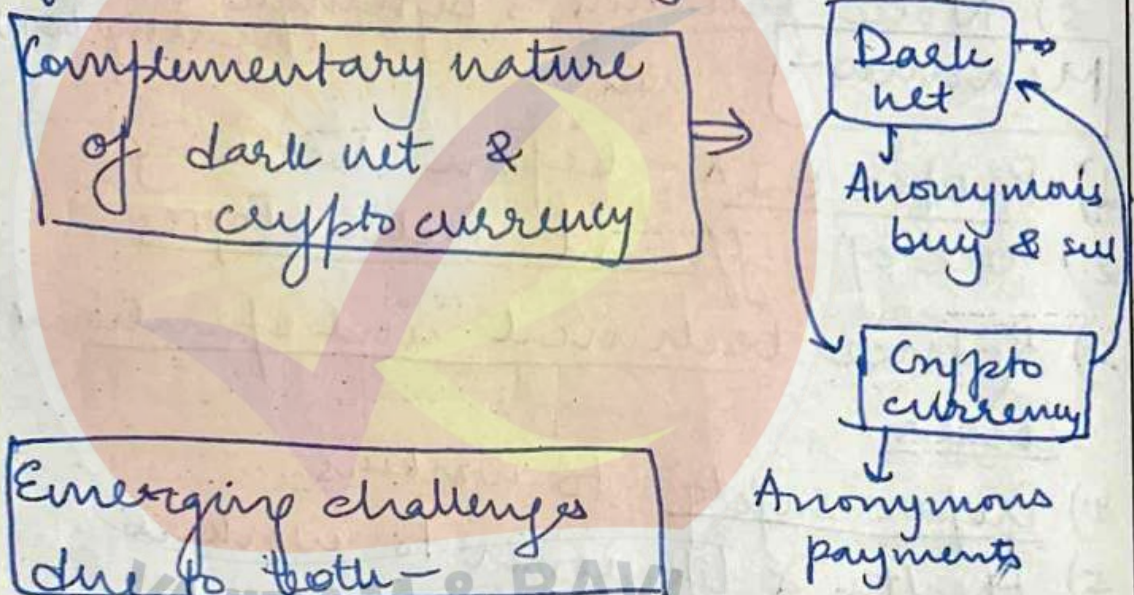 Complementary nature
of dark net &
crypto currency
Dark
net
Anonymous
buy & sell
Crypto
currency
Anonymous
payments
Emerging challenges
due to both-
& RAVI